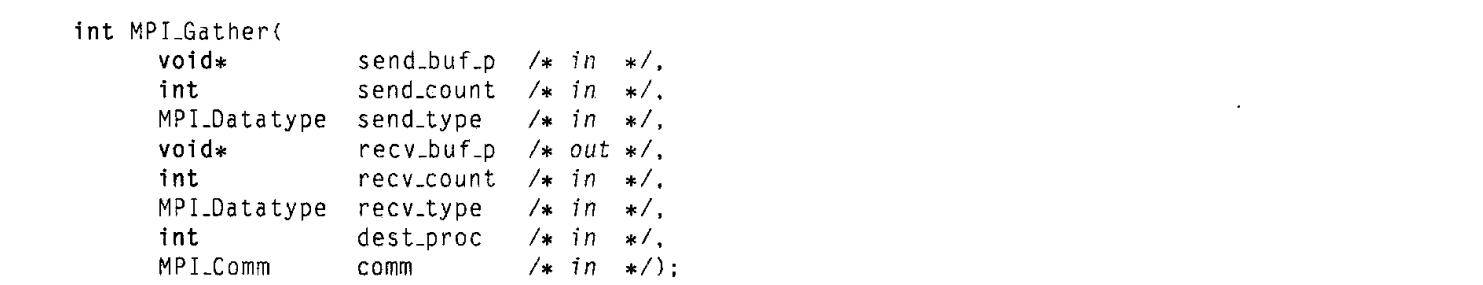 int MPI_Gather(
void* send_buf_p /* in */,
int send_count /* in */,
MPI_Datatype send_type /* in */,
void* recv_buf_p /* out */,
int recv_count /* in */,
MPI_Datatype recv_type /* in */,
int dest_proc /* in */,
MPI_Comm comm /* in */);